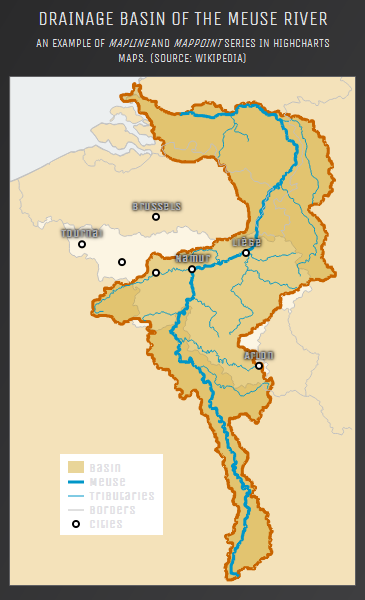 DRAINAGE BASIN OF THE MEUSE RIVER
AN EXAMPLE OF MAPLINE AND MAPPOINT SERIES IN HIGHCHARTS
MAPS. (SOURCE: WIKIPEDIA)
Brussels
Tournai
Liège
Namur
Arlon
Basin
Meuse
Tributaries
Borders
Cities